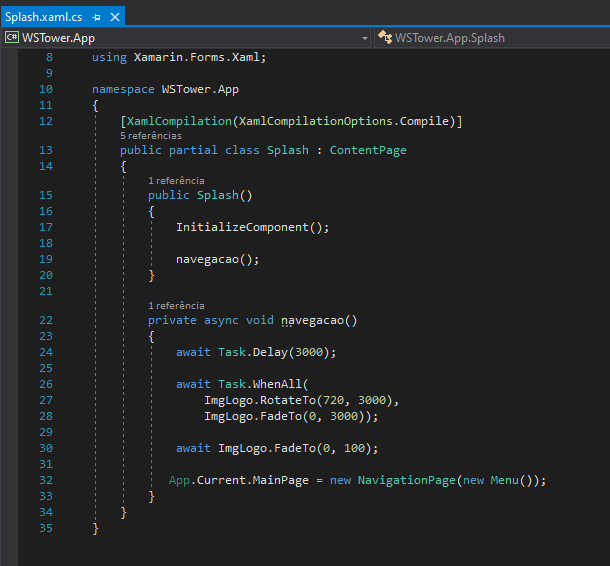 Splash.xaml.cs
C# WSTower.App WSTower.App.Splash
8 using Xamarin.Forms.Xaml;
9
10 namespace WSTower.App
11 {
12 [XamlCompilation(XamlCompilationOptions.Compile)]
5 referências
13 public partial class Splash : ContentPage
14 {
1 referência
15 public Splash()
16 {
17 InitializeComponent();
18
19 navegacao();
20 }
21
1 referência
22 private async void navegacao()
23 {
24 await Task.Delay(3000);
25
26 await Task.WhenAll(
27 ImgLogo.RotateTo(720, 3000),
28 ImgLogo.FadeTo(0, 3000));
29
30 await ImgLogo.FadeTo(0, 100);
31
32 App.Current.MainPage = new NavigationPage(new Menu());
33 }
34 }
35 }